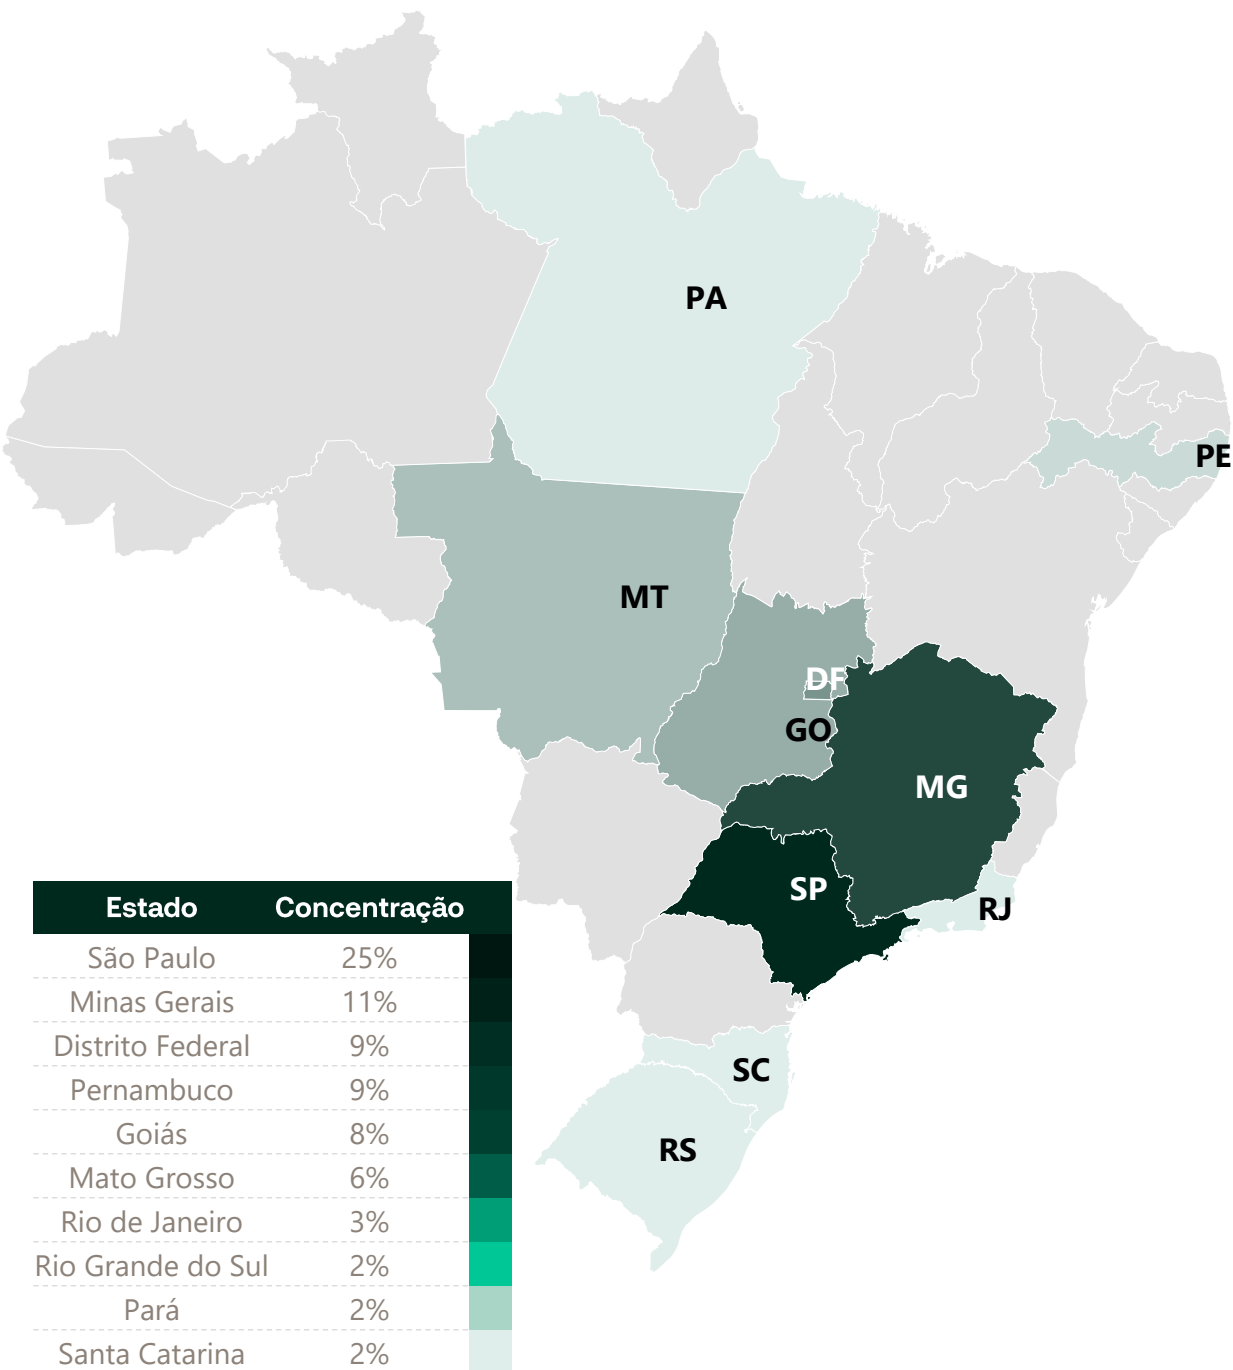 PA
PE
MT
DF
GO
MG
SP
RJ
SC
RS
Estado Concentração
São Paulo 25%
Minas Gerais 11%
Distrito Federal 9%
Pernambuco 9%
Goiás 8%
Mato Grosso 6%
Rio de Janeiro 3%
Rio Grande do Sul 2%
Pará 2%
Santa Catarina 2%